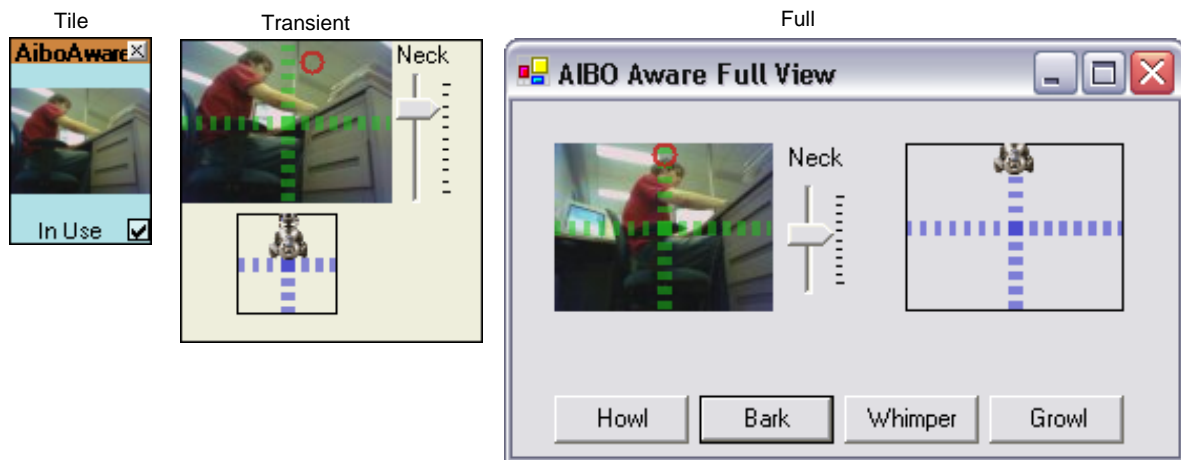 Tile
AiboAware
In Use
Transient
Neck
Full
AIBO Aware Full View
Neck
Howl
Bark
Whimper
Growl